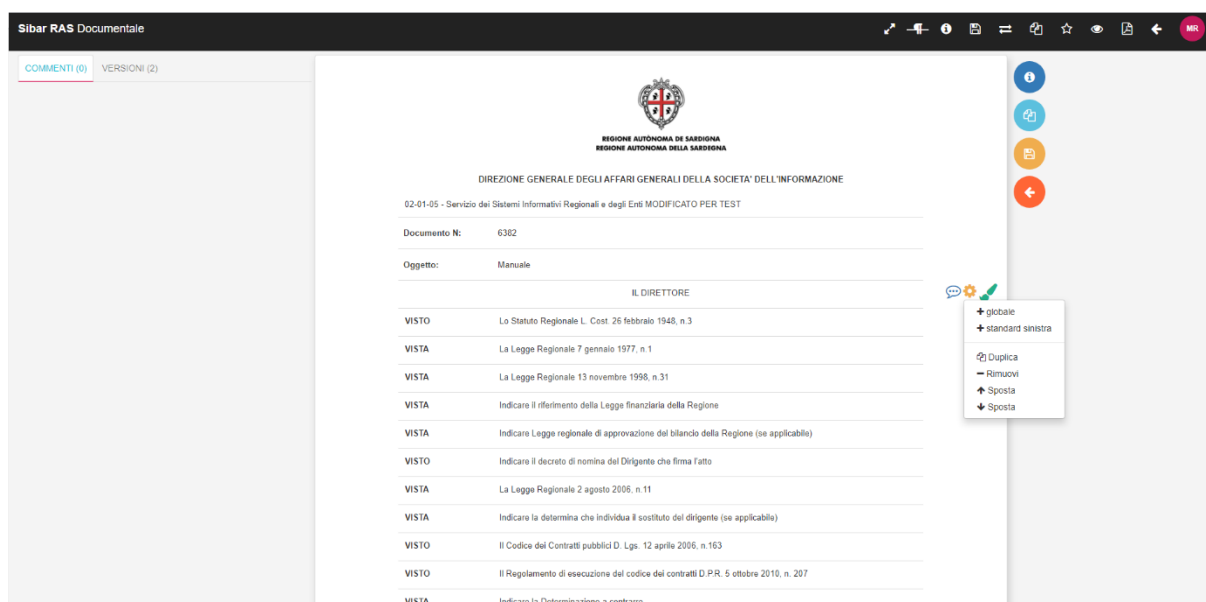 Sibar RAS Documentale
MR
COMMENTI (0) VERSIONI (2)
REGIONE AUTÒNOMA DE SARDIGNA
REGIONE AUTONOMA DELLA SARDEGNA
DIREZIONE GENERALE DEGLI AFFARI GENERALI DELLA SOCIETA' DELL'INFORMAZIONE
02-01-05 - Servizio dei Sistemi Informativi Regionali e degli Enti MODIFICATO PER TEST
Documento N: 6382
Oggetto: Manuale
IL DIRETTORE
+ globale
+ standard sinistra
Duplica
Rimuovi
Sposta
Sposta
VISTO Lo Statuto Regionale L. Cost. 26 febbraio 1948, n.3
VISTA La Legge Regionale 7 gennaio 1977, n.1
VISTA La Legge Regionale 13 novembre 1998, n.31
VISTA Indicare il riferimento della Legge finanziaria della Regione
VISTA Indicare Legge regionale di approvazione del bilancio della Regione (se applicabile)
VISTO Indicare il decreto di nomina del Dirigente che firma l'atto
VISTA La Legge Regionale 2 agosto 2006, n.11
VISTA Indicare la determina che individua il sostituto del dirigente (se applicabile)
VISTO Il Codice dei Contratti pubblici D. Lgs. 12 aprile 2006, n.163
VISTO Il Regolamento di esecuzione del codice dei contratti D.P.R. 5 ottobre 2010, n. 207
VISTA Indicare la Determinazione a contrarre